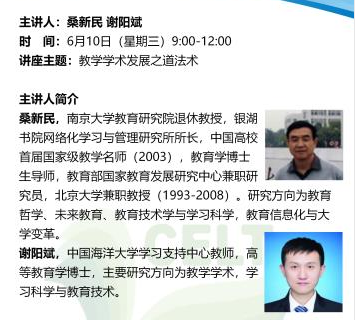 主讲人：桑新民 谢阳斌
时　间：6月10日（星期三）9:00-12:00
讲座主题：教学学术发展之道法术
主讲人简介
桑新民，南京大学教育研究院退休教授，银湖
书院网络化学习与管理研究所所长，中国高校
首届国家级教学名师（2003），教育学博士
生导师，教育部国家教育发展研究中心兼职研
究员，北京大学兼职教授（1993-2008）。研究方向为教育
哲学、未来教育、教育技术学与学习科学，教育信息化与大
学变革。
谢阳斌，中国海洋大学学习支持中心教师，高
等教育学博士，主要研究方向为教学学术，学
习科学与教育技术。
CELT